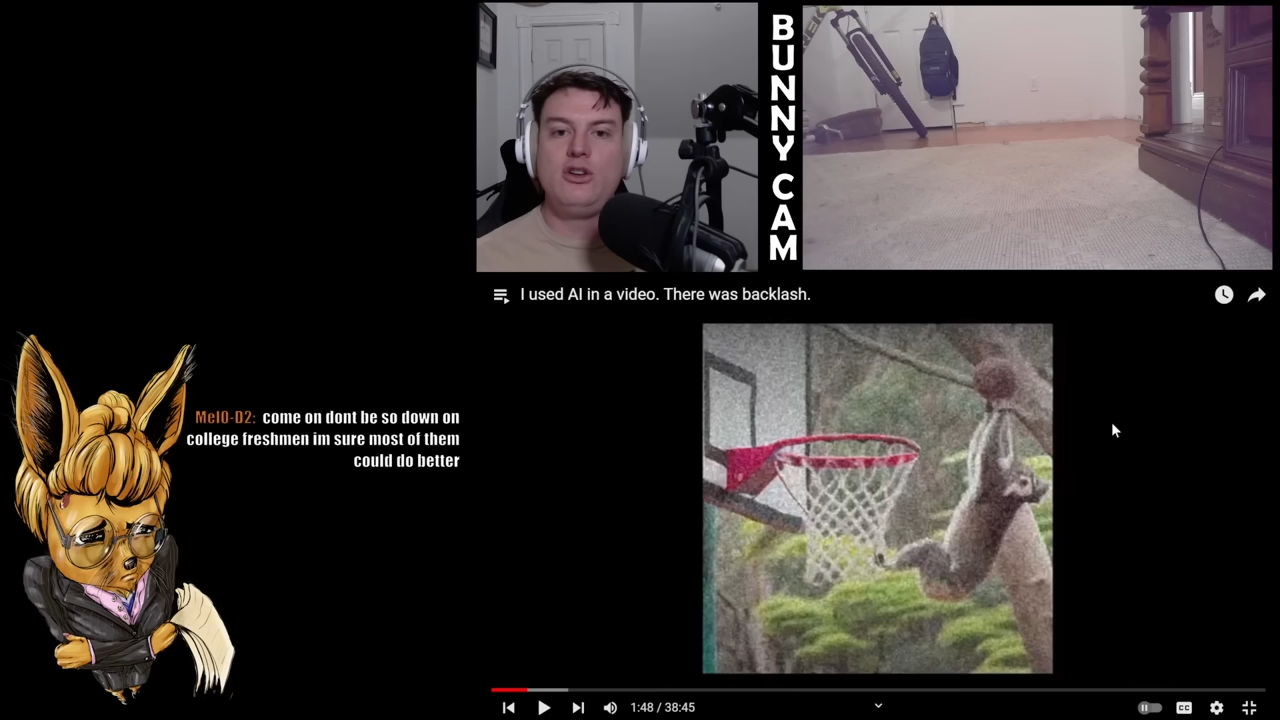 BUNNY CAM
I used AI in a video. There was backlash.
MelO-D2: come on dont be so down on
college freshmen im sure most of them
could do better
1:48 / 38:45
CC